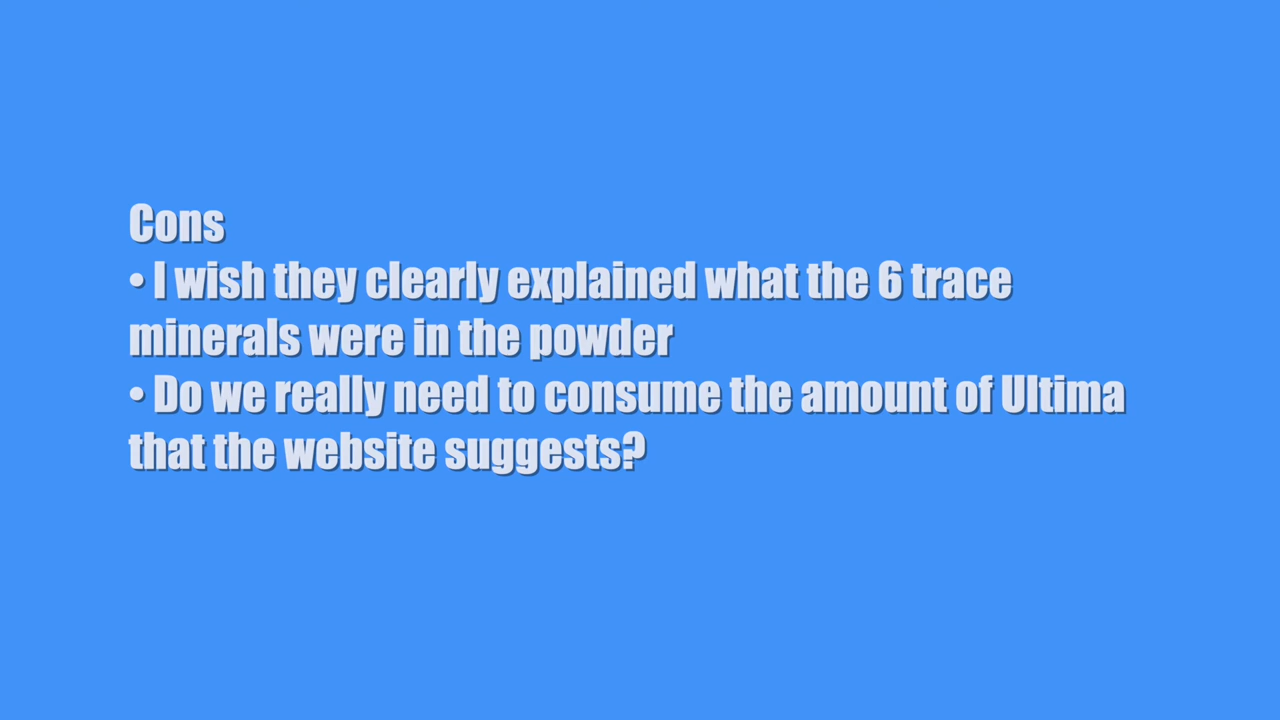 Cons
• I wish they clearly explained what the 6 trace
minerals were in the powder
• Do we really need to consume the amount of Ultima
that the website suggests?